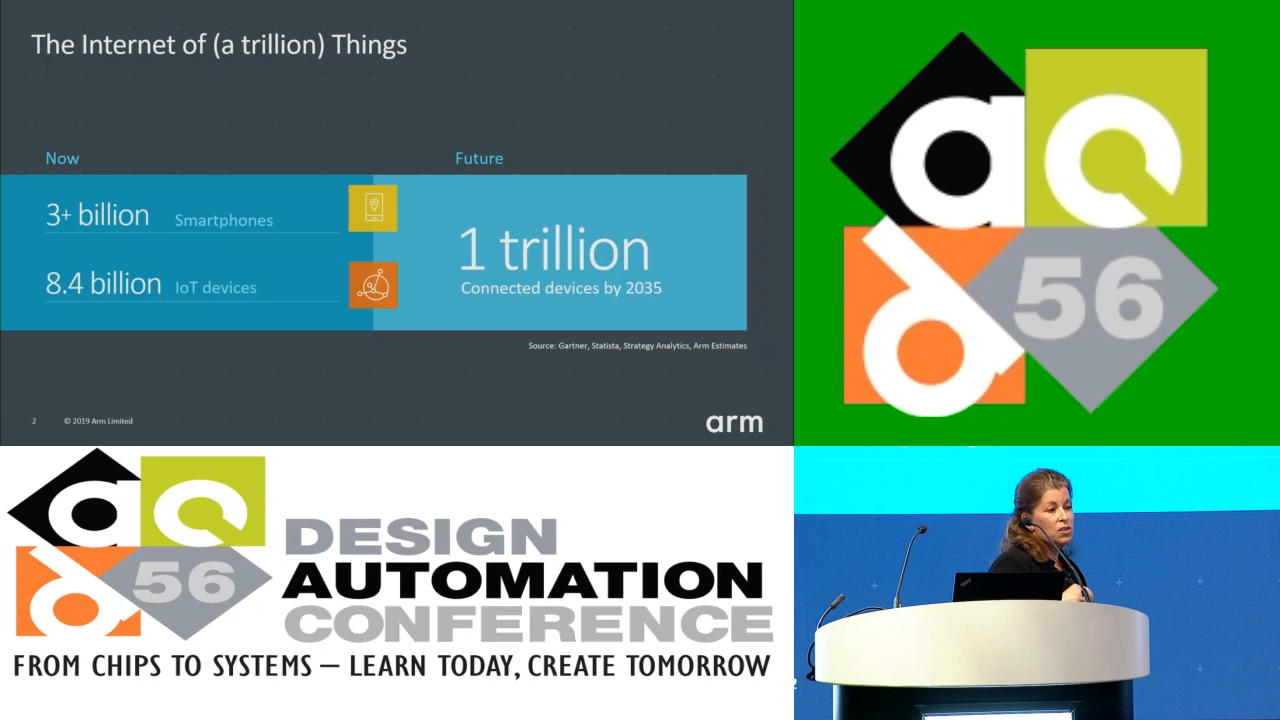 The Internet of (a trillion) Things
Now
Future
3+ billion Smartphones
8.4 billion IoT devices
1 trillion
Connected devices by 2035
Source: Gartner, Statista, Strategy Analytics, Arm Estimates
2 © 2019 Arm Limited
arm
dac
56
dac
56
DESIGN
AUTOMATION
CONFERENCE
FROM CHIPS TO SYSTEMS — LEARN TODAY, CREATE TOMORROW